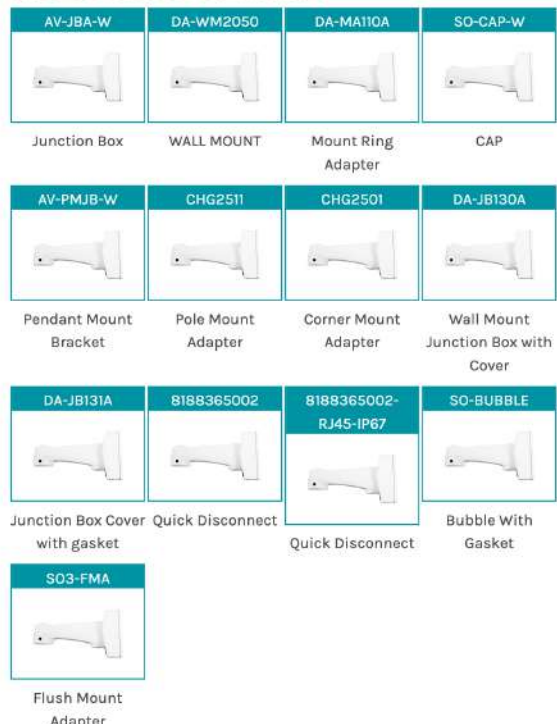 AV-JBA-W DA-WM2050 DA-MA110A SO-CAP-W
Junction Box WALL MOUNT Mount Ring CAP
Adapter
AV-PMJB-W CHG2511 CHG2501 DA-JB130A
Pendant Mount Pole Mount Corner Mount Wall Mount
Bracket Adapter Adapter Junction Box with
Cover
DA-JB131A 8188365002 8188365002- SO-BUBBLE
RJ45-IP67
Junction Box Cover Quick Disconnect Bubble With
with gasket Quick Disconnect Gasket
SO3-FMA
Flush Mount
Adapter